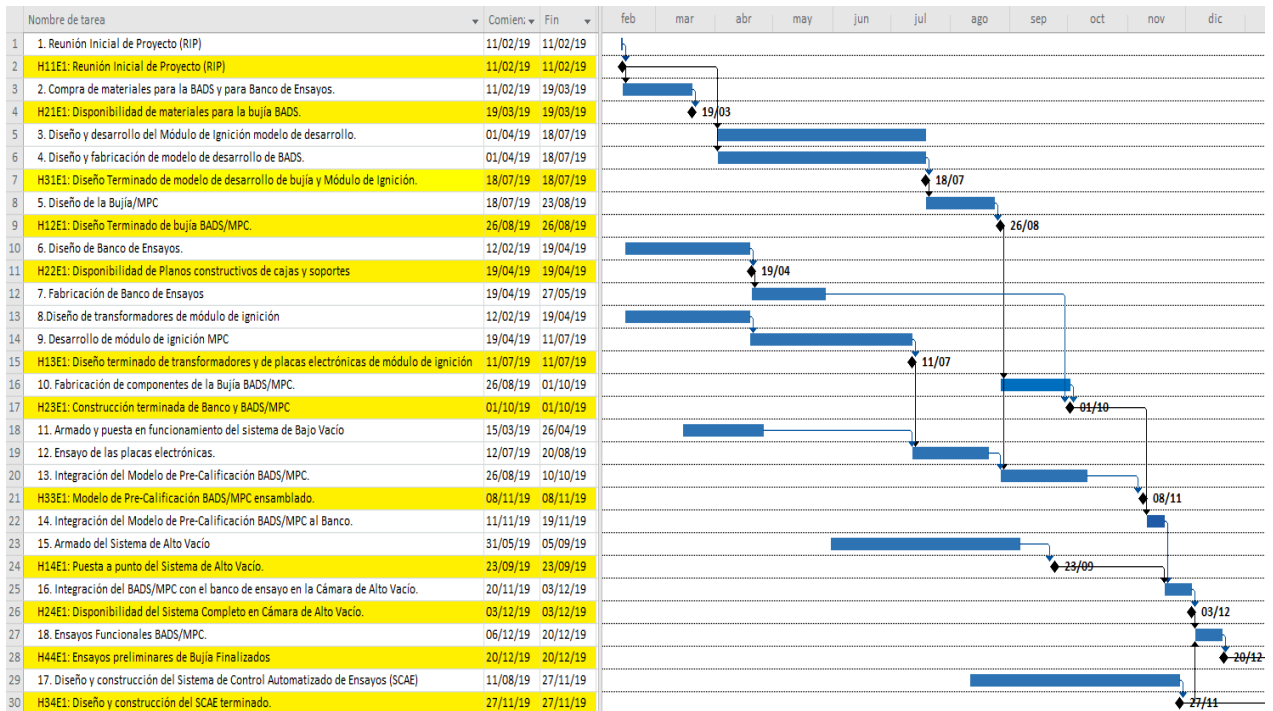 Nombre de tarea Comienz Fin feb mar abr may jun jul ago sep oct nov dic
1 1. Reunión Inicial de Proyecto (RIP) 11/02/19 11/02/19
2 H11E1: Reunión Inicial de Proyecto (RIP) 11/02/19 11/02/19
3 2. Compra de materiales para la BADS y para Banco de Ensayos. 11/02/19 19/03/19
4 H21E1: Disponibilidad de materiales para la bujía BADS. 19/03/19 19/03/19 19/03
5 3. Diseño y desarrollo del Módulo de Ignición modelo de desarrollo. 01/04/19 18/07/19
6 4. Diseño y fabricación de modelo de desarrollo de BADS. 01/04/19 18/07/19
7 H31E1: Diseño Terminado de modelo de desarrollo de bujía y Módulo de Ignición. 18/07/19 18/07/19 18/07
8 5. Diseño de la Bujía/MPC 18/07/19 23/08/19
9 H12E1: Diseño Terminado de bujía BADS/MPC. 26/08/19 26/08/19 26/08
10 6. Diseño de Banco de Ensayos. 12/02/19 19/04/19
11 H22E1: Disponibilidad de Planos constructivos de cajas y soportes 19/04/19 19/04/19 19/04
12 7. Fabricación de Banco de Ensayos 19/04/19 27/05/19
13 8.Diseño de transformadores de módulo de ignición 12/02/19 19/04/19
14 9. Desarrollo de módulo de ignición MPC 19/04/19 11/07/19
15 H13E1: Diseño terminado de transformadores y de placas electrónicas de módulo de ignición 11/07/19 11/07/19 11/07
16 10. Fabricación de componentes de la Bujía BADS/MPC. 26/08/19 01/10/19
17 H23E1: Construcción terminada de Banco y BADS/MPC 01/10/19 01/10/19 01/10
18 11. Armado y puesta en funcionamiento del sistema de Bajo Vacío 15/03/19 26/04/19
19 12. Ensayo de las placas electrónicas. 12/07/19 20/08/19
20 13. Integración del Modelo de Pre-Calificación BADS/MPC. 26/08/19 10/10/19
21 H33E1: Modelo de Pre-Calificación BADS/MPC ensamblado. 08/11/19 08/11/19 08/11
22 14. Integración del Modelo de Pre-Calificación BADS/MPC al Banco. 11/11/19 19/11/19
23 15. Armado del Sistema de Alto Vacío 31/05/19 05/09/19
24 H14E1: Puesta a punto del Sistema de Alto Vacío. 23/09/19 23/09/19 23/09
25 16. Integración del BADS/MPC con el banco de ensayo en la Cámara de Alto Vacío. 20/11/19 03/12/19
26 H24E1: Disponibilidad del Sistema Completo en Cámara de Alto Vacío. 03/12/19 03/12/19 03/12
27 18. Ensayos Funcionales BADS/MPC. 06/12/19 20/12/19
28 H44E1: Ensayos preliminares de Bujía Finalizados 20/12/19 20/12/19 20/12
29 17. Diseño y construcción del Sistema de Control Automatizado de Ensayos (SCAE) 11/08/19 27/11/19
30 H34E1: Diseño y construcción del SCAE terminado. 27/11/19 27/11/19 27/11